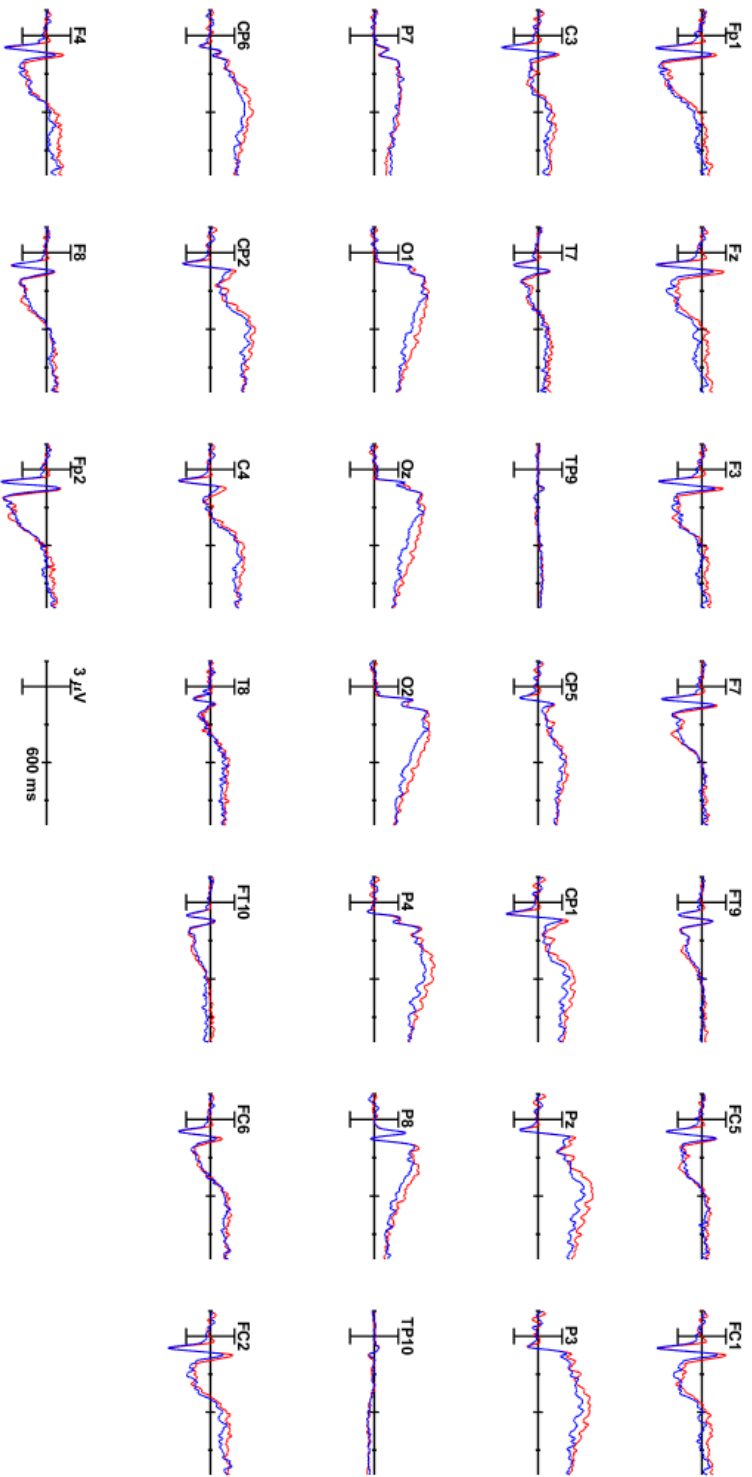 Fp1
Fz
F3
F7
FT9
FC5
FC1
C3
T7
TP9
CP5
CP1
Pz
P3
P7
O1
Oz
O2
P4
P8
TP10
CP6
CP2
C4
T8
FT10
FC6
FC2
F4
F8
Fp2
3 μV
600 ms